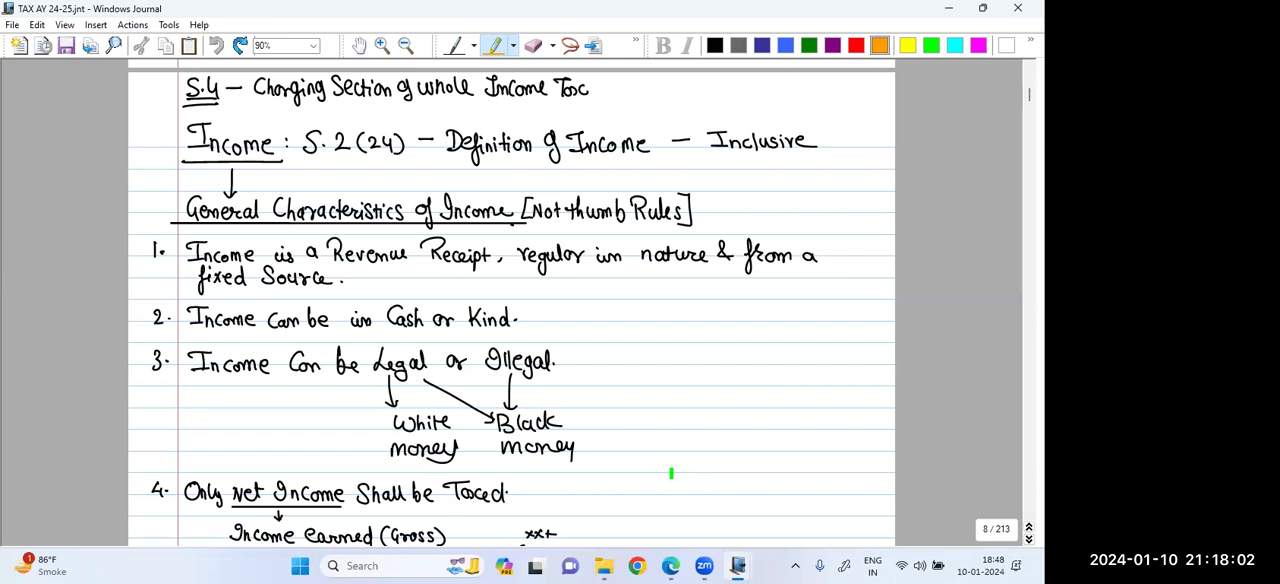 TAX AY 24-25.jnt - Windows Journal
File Edit View Insert Actions Tools Help
90%
B I
S.4 — Charging Section of whole Income Tax
Income : S. 2(24) — Definition of Income — Inclusive
General Characteristics of Income [Not thumb Rules]
1. Income is a Revenue Receipt, regular in nature & from a
fixed Source.
2. Income can be in Cash or Kind.
3. Income Can be Legal or Illegal.
White Black
money money
4. Only Net Income Shall be Taxed.
Income earned (Gross) xxx
8 / 213
86°F
Smoke
Search
ENG
IN
18:48
10-01-2024
2024-01-10 21:18:02